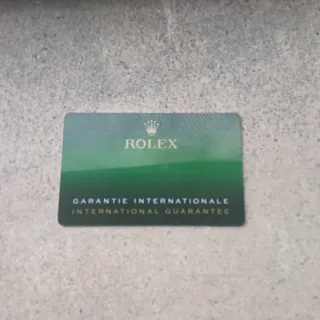 ROLEX
GARANTIE INTERNATIONALE
INTERNATIONAL GUARANTEE